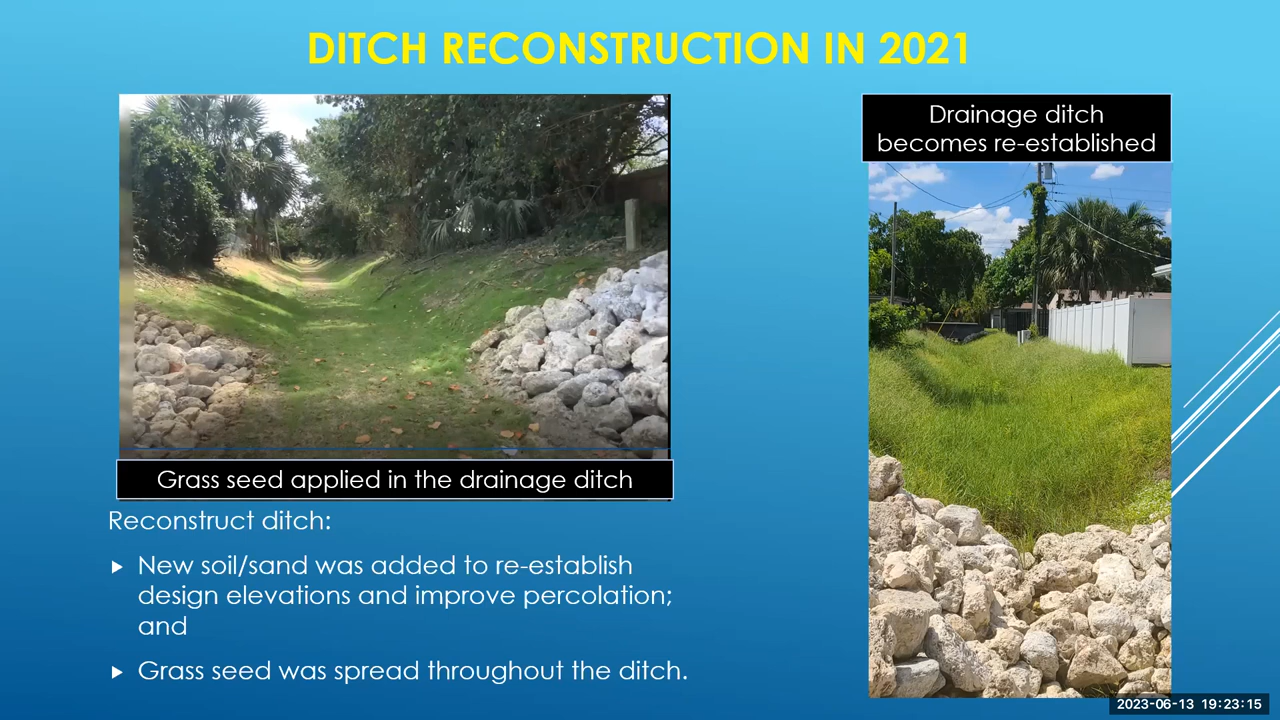 DITCH RECONSTRUCTION IN 2021
Drainage ditch
becomes re-established
Grass seed applied in the drainage ditch
Reconstruct ditch:
New soil/sand was added to re-establish
design elevations and improve percolation;
and
Grass seed was spread throughout the ditch.
2023-06-13 19:23:15